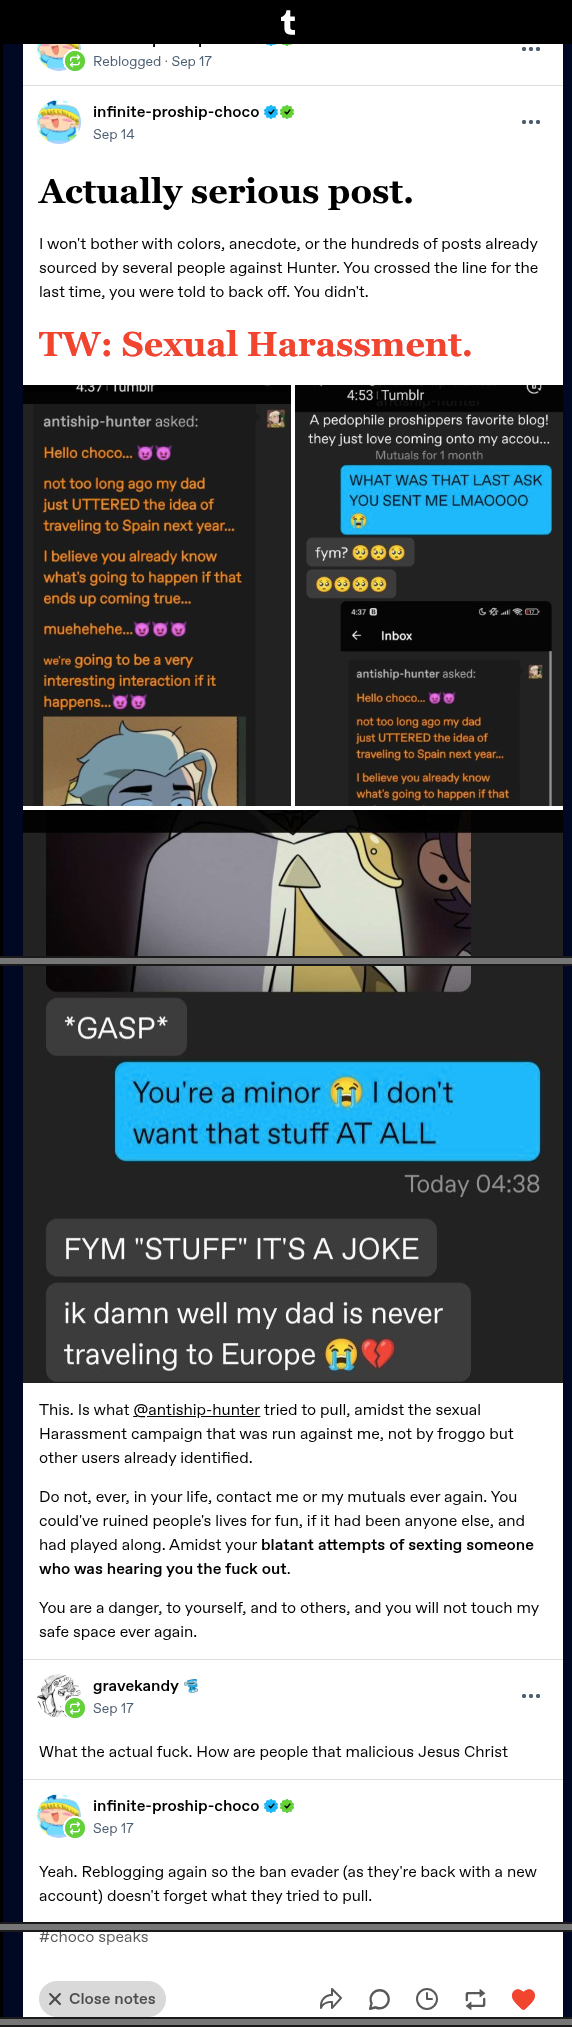 t
Reblogged · Sep 17
infinite-proship-choco
Sep 14
Actually serious post.
I won't bother with colors, anecdote, or the hundreds of posts already
sourced by several people against Hunter. You crossed the line for the
last time, you were told to back off. You didn't.
TW: Sexual Harassment.
4:37 | Tumblr
antiship-hunter asked:
Hello choco... 😈😈
not too long ago my dad
just UTTERED the idea of
traveling to Spain next year...
I believe you already know
what's going to happen if that
ends up coming true...
muehehehe...😈😈😈
we're going to be a very
interesting interaction if it
happens...😈😈
4:53 | Tumblr
A pedophile proshippers favorite blog!
they just love coming onto my accou...
Mutuals for 1 month
WHAT WAS THAT LAST ASK
YOU SENT ME LMAOOOO
😭
fym? 🥺🥺🥺
🥺🥺🥺🥺
4:37
← Inbox
antiship-hunter asked:
Hello choco... 😈😈
not too long ago my dad
just UTTERED the idea of
traveling to Spain next year...
I believe you already know
what's going to happen if that
*GASP*
You're a minor 😭 I don't
want that stuff AT ALL
Today 04:38
FYM "STUFF" IT'S A JOKE
ik damn well my dad is never
traveling to Europe 😭💔
This. Is what @antiship-hunter tried to pull, amidst the sexual
Harassment campaign that was run against me, not by froggo but
other users already identified.
Do not, ever, in your life, contact me or my mutuals ever again. You
could've ruined people's lives for fun, if it had been anyone else, and
had played along. Amidst your blatant attempts of sexting someone
who was hearing you the fuck out.
You are a danger, to yourself, and to others, and you will not touch my
safe space ever again.
gravekandy
Sep 17
What the actual fuck. How are people that malicious Jesus Christ
infinite-proship-choco
Sep 17
Yeah. Reblogging again so the ban evader (as they're back with a new
account) doesn't forget what they tried to pull.
#choco speaks
Close notes